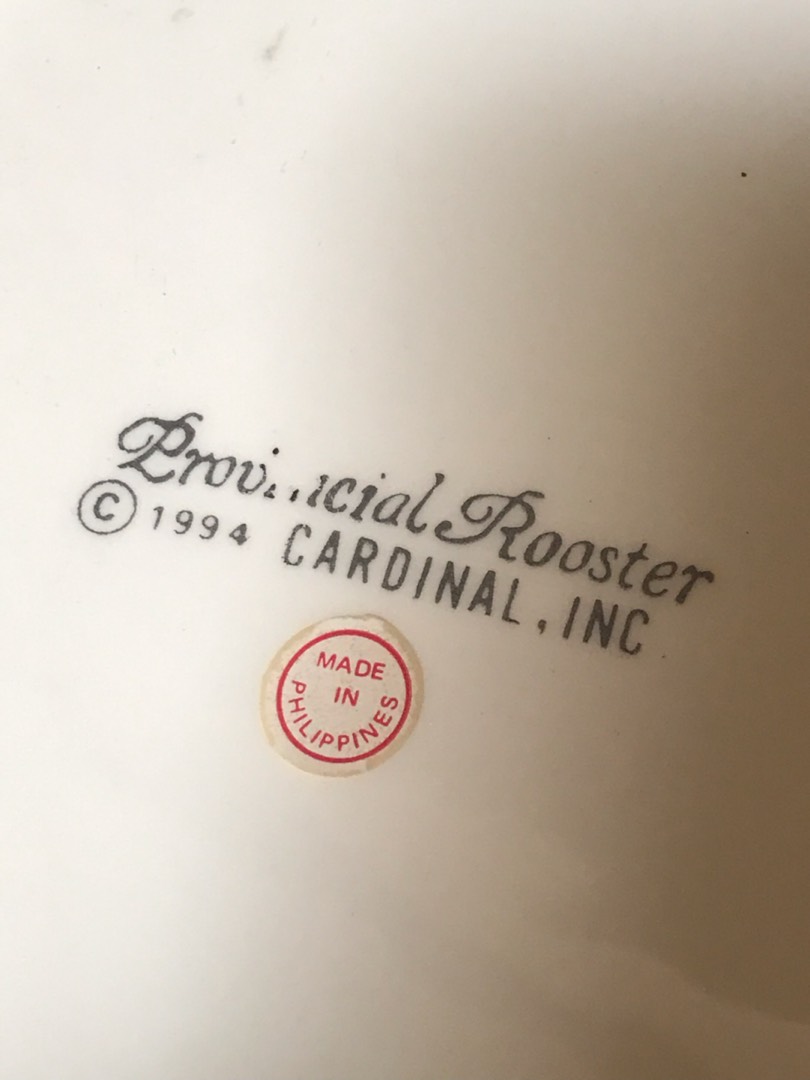 Provincial Rooster
© 1994 CARDINAL, INC
MADE
IN
PHILIPPINES